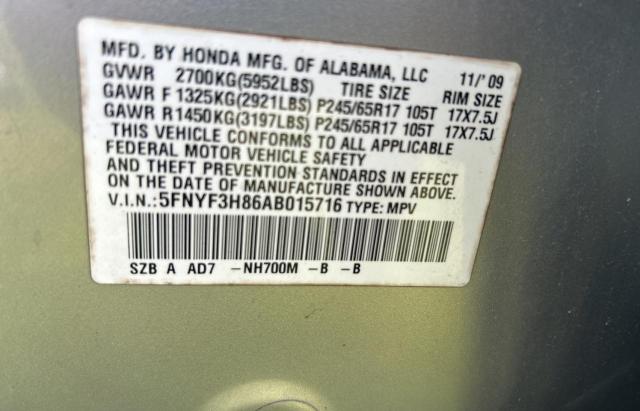 MFD. BY HONDA MFG. OF ALABAMA, LLC 11/'09
GVWR 2700KG(5952LBS) TIRE SIZE RIM SIZE
GAWR F 1325KG(2921LBS) P245/65R17 105T 17X7.5J
GAWR R1450KG(3197LBS) P245/65R17 105T 17X7.5J
THIS VEHICLE CONFORMS TO ALL APPLICABLE
FEDERAL MOTOR VEHICLE SAFETY
AND THEFT PREVENTION STANDARDS IN EFFECT
ON THE DATE OF MANUFACTURE SHOWN ABOVE.
V.I.N.:5FNYF3H86AB015716 TYPE: MPV
SZB A AD7 -NH700M -B -B